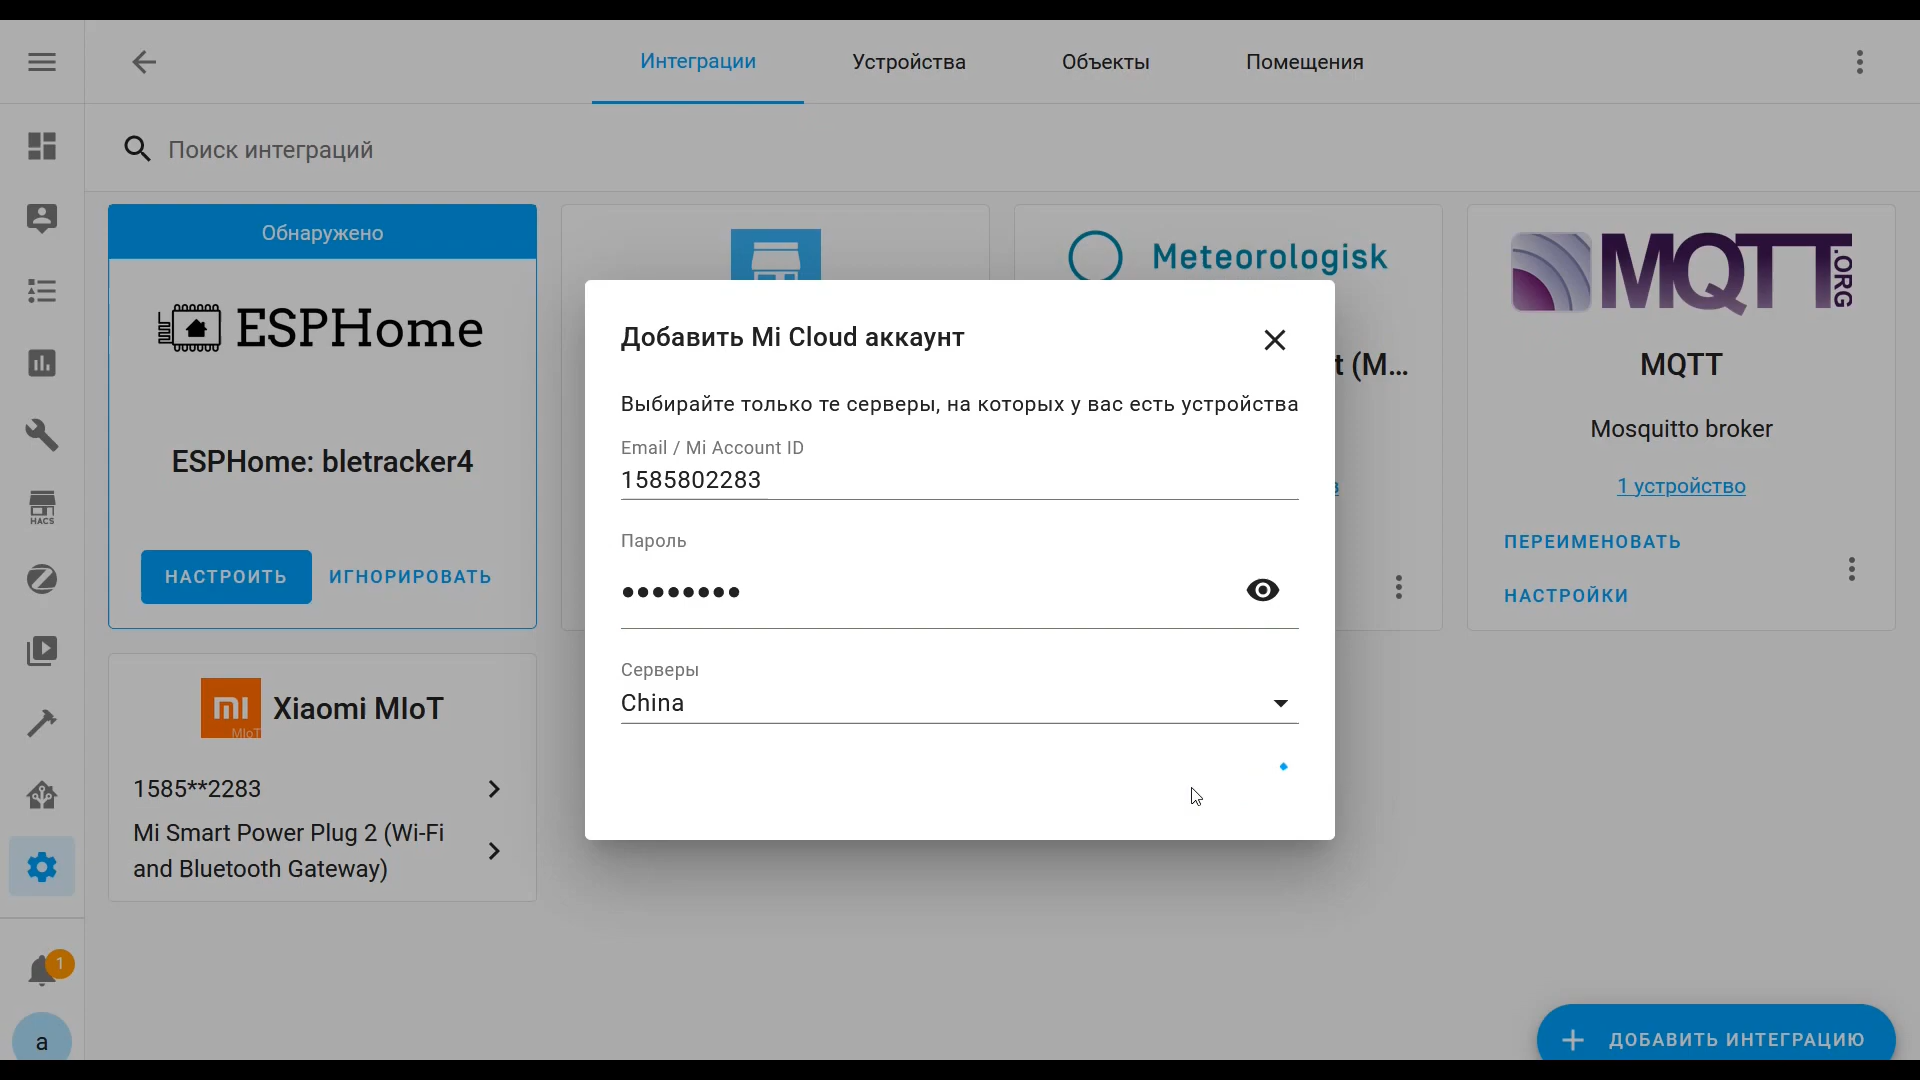 Интеграции
Устройства
Объекты
Помещения
Поиск интеграций
HACS
1
a
Обнаружено
ESPHome
ESPHome: bletracker4
НАСТРОИТЬ
ИГНОРИРОВАТЬ
Meteorologisk
t (M...
в
MQTT
.ORG
MQTT
Mosquitto broker
1 устройство
ПЕРЕИМЕНОВАТЬ
НАСТРОЙКИ
Добавить Mi Cloud аккаунт
Выбирайте только те серверы, на которых у вас есть устройства
Email / Mi Account ID
1585802283
Пароль
●●●●●●●●
Серверы
China
MIoT
Xiaomi MIoT
1585**2283
Mi Smart Power Plug 2 (Wi-Fi
and Bluetooth Gateway)
ДОБАВИТЬ ИНТЕГРАЦИЮ